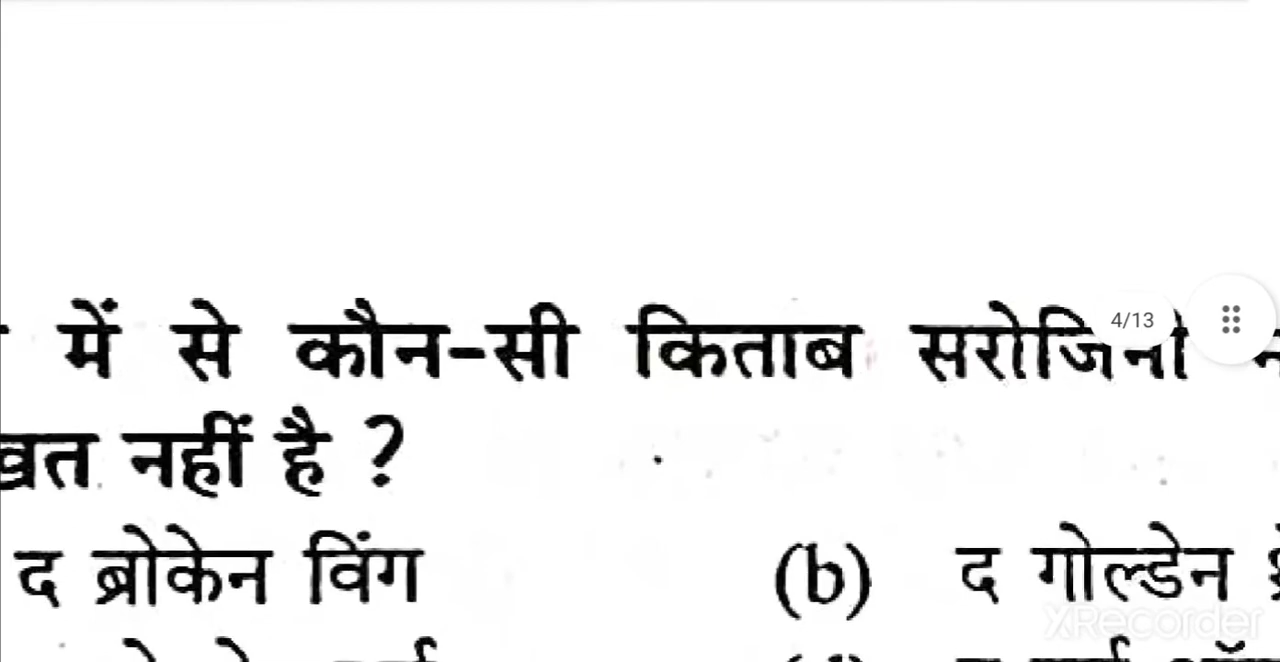 में से कौन-सी किताब सरोजिनी
4/13
नहीं है ?
द ब्रोकेन विंग (b) द गोल्डेन
XRecorder